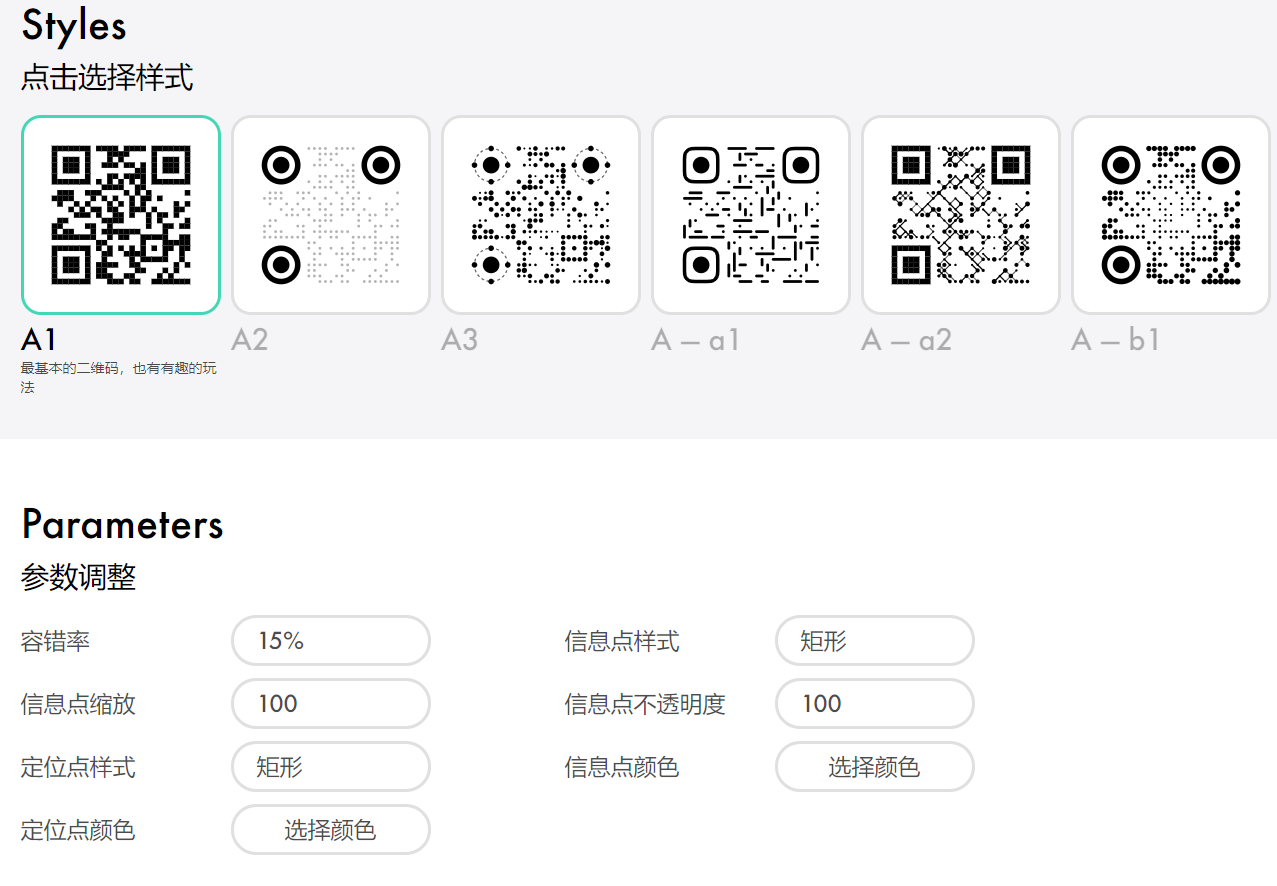 Styles
点击选择样式
A1
A2
A3
A — a1
A — a2
A — b1
最基本的二维码，也有有趣的玩
法
Parameters
参数调整
容错率
15%
信息点样式
矩形
信息点缩放
100
信息点不透明度
100
定位点样式
矩形
信息点颜色
选择颜色
定位点颜色
选择颜色